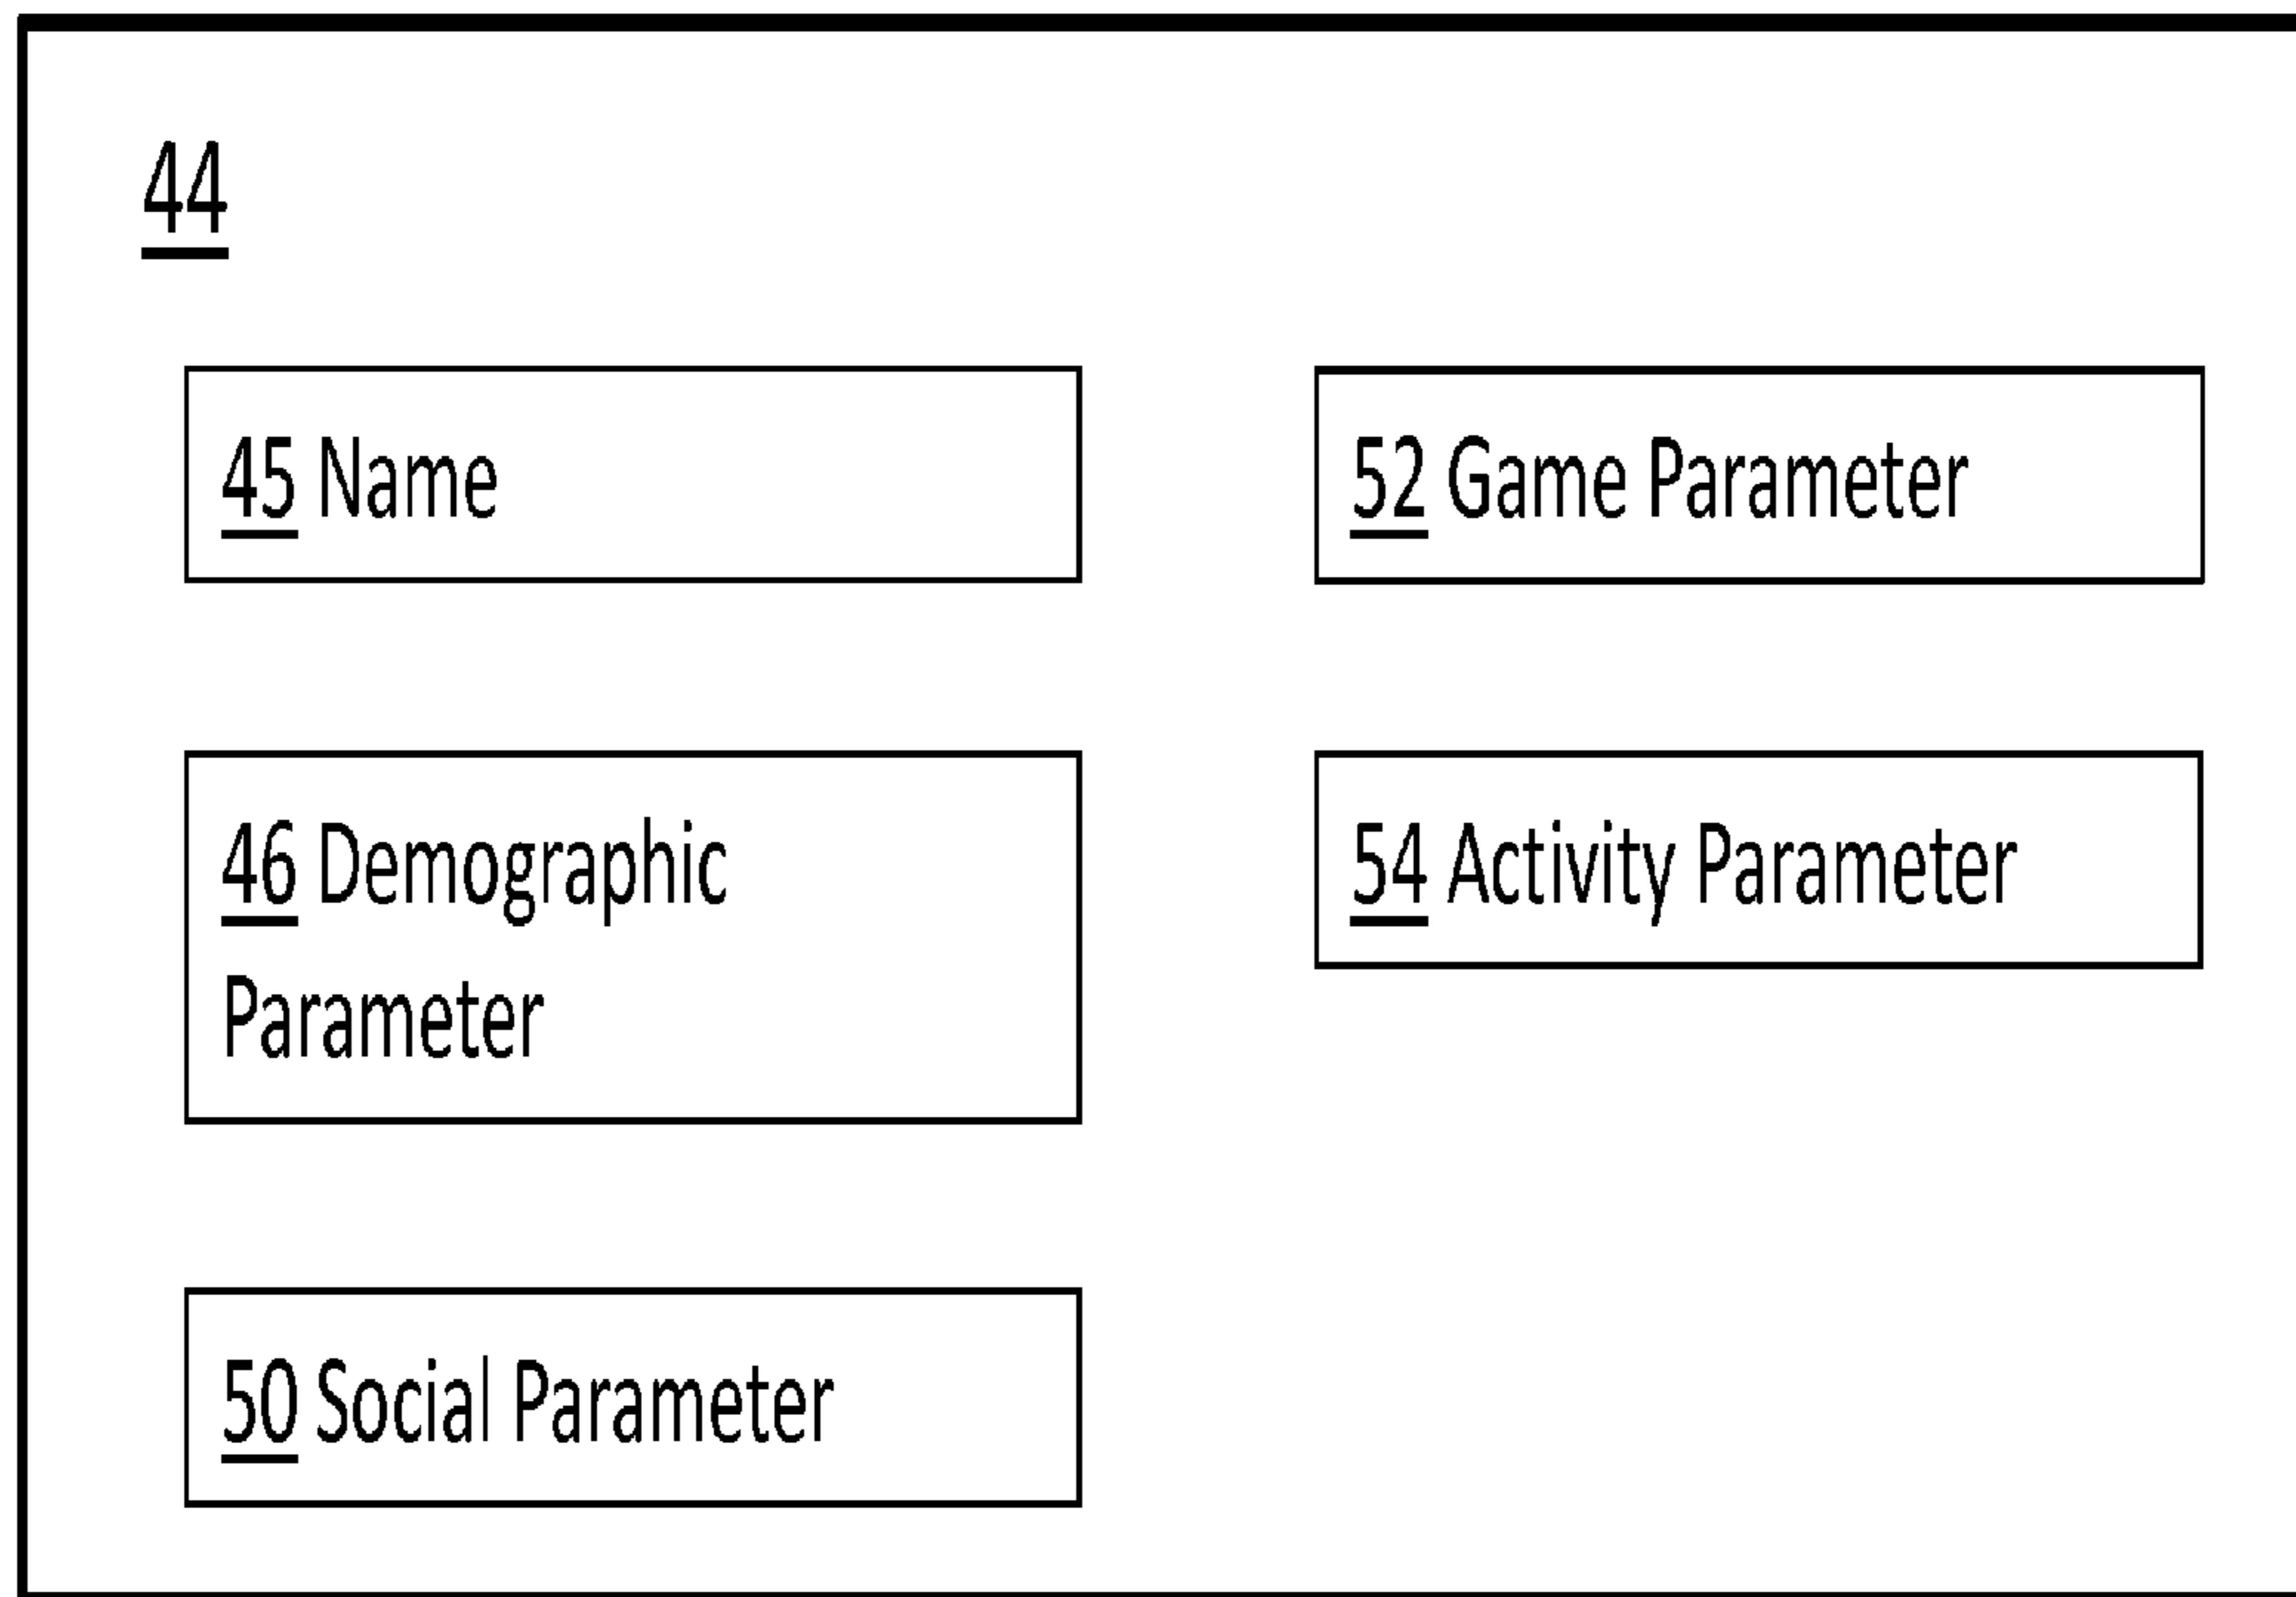 44
45 Name
46 Demographic
Parameter
50 Social Parameter
52 Game Parameter
54 Activity Parameter